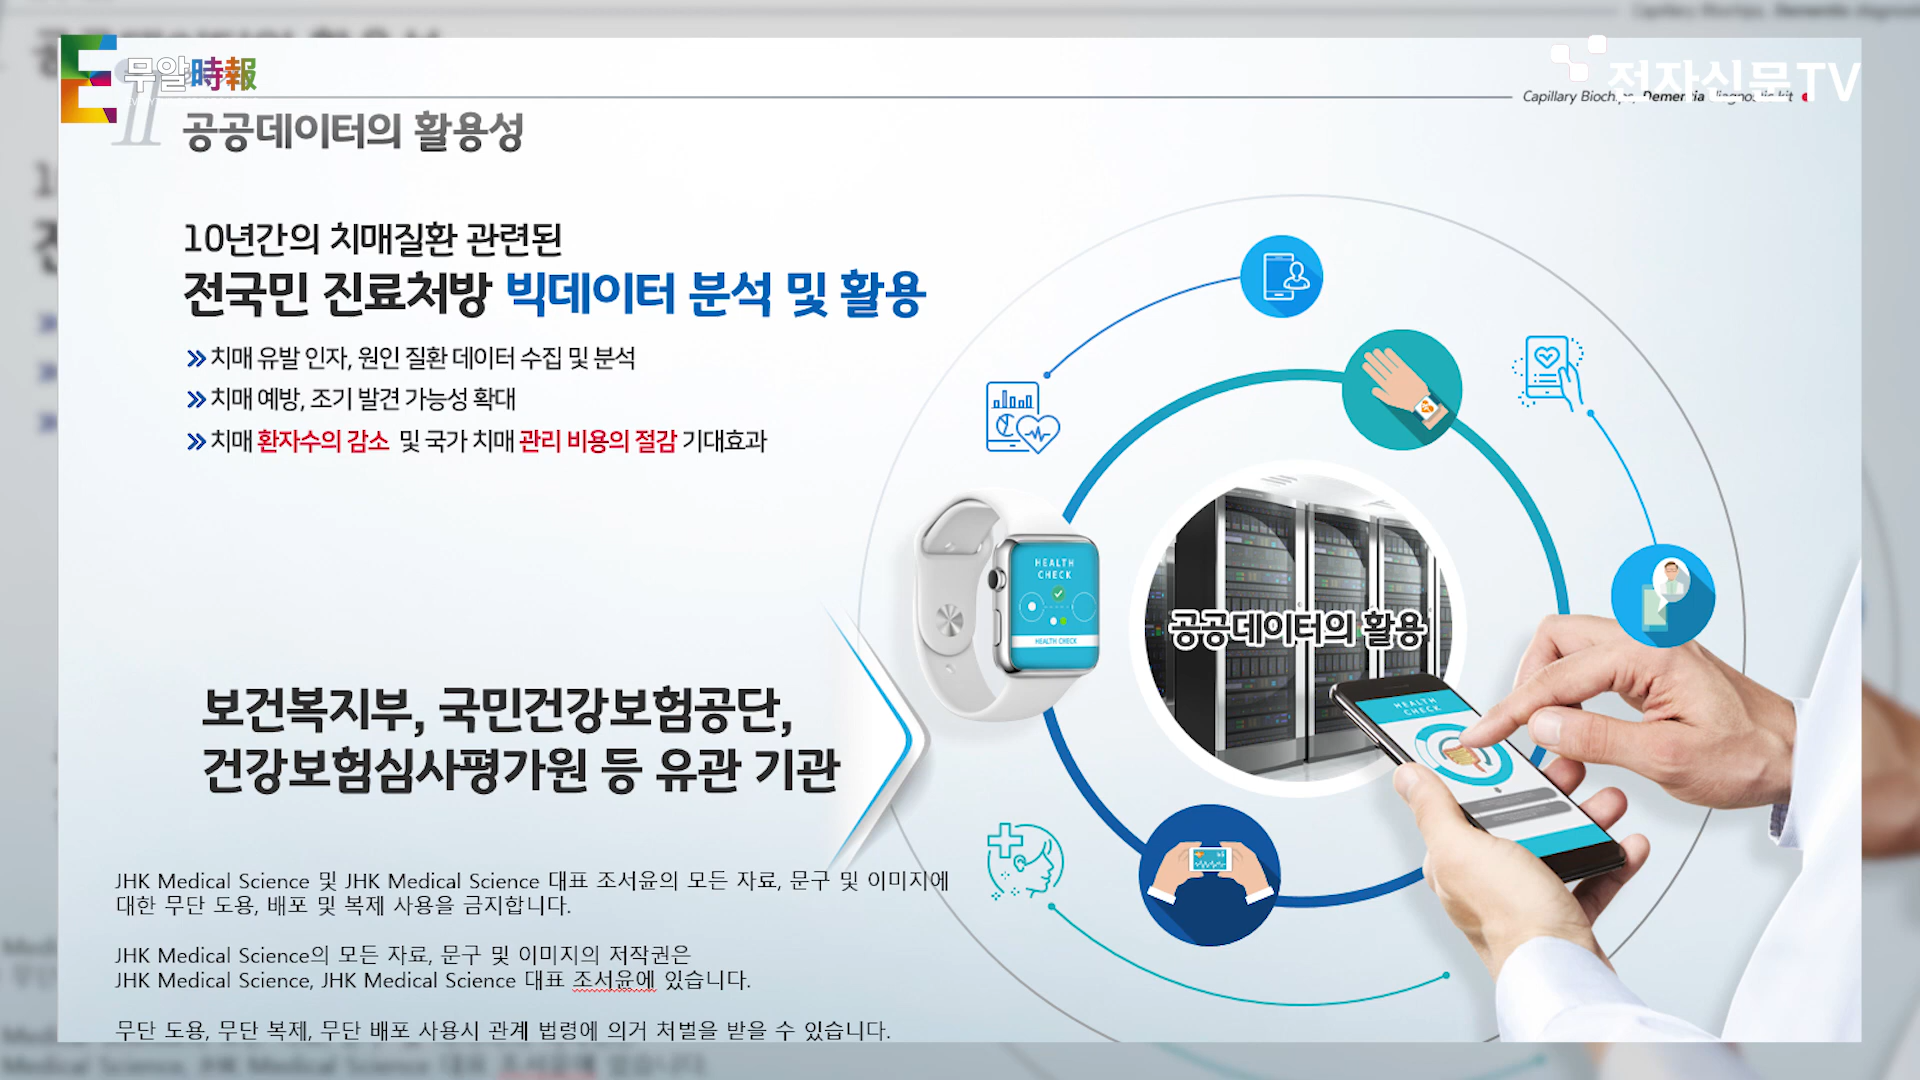 무알時報
전자신문TV
Capillary Biochips, Dementia diagnostic kit
II
공공데이터의 활용성
10년간의 치매질환 관련된
전국민 진료처방 빅데이터 분석 및 활용
» 치매 유발 인자, 원인 질환 데이터 수집 및 분석
» 치매 예방, 조기 발견 가능성 확대
» 치매 환자수의 감소 및 국가 치매 관리 비용의 절감 기대효과
HEALTH
CHECK
HEALTH CHECK
공공데이터의 활용
HEALTH
CHECK
보건복지부, 국민건강보험공단,
건강보험심사평가원 등 유관 기관
JHK Medical Science 및 JHK Medical Science 대표 조서윤의 모든 자료, 문구 및 이미지에
대한 무단 도용, 배포 및 복제 사용을 금지합니다.
JHK Medical Science의 모든 자료, 문구 및 이미지의 저작권은
JHK Medical Science, JHK Medical Science 대표 조서윤에 있습니다.
무단 도용, 무단 복제, 무단 배포 사용시 관계 법령에 의거 처벌을 받을 수 있습니다.